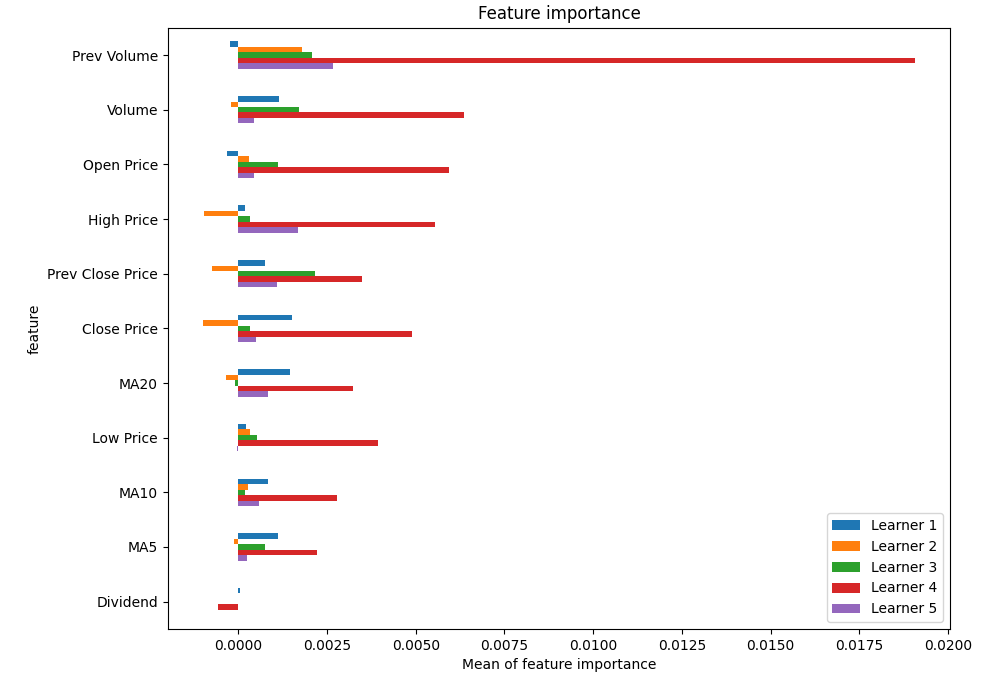 Feature importance
Prev Volume
Volume
Open Price
High Price
Prev Close Price
Close Price
MA20
Low Price
MA10
MA5
Dividend
feature
Learner 1
Learner 2
Learner 3
Learner 4
Learner 5
0.0000 0.0025 0.0050 0.0075 0.0100 0.0125 0.0150 0.0175 0.0200
Mean of feature importance